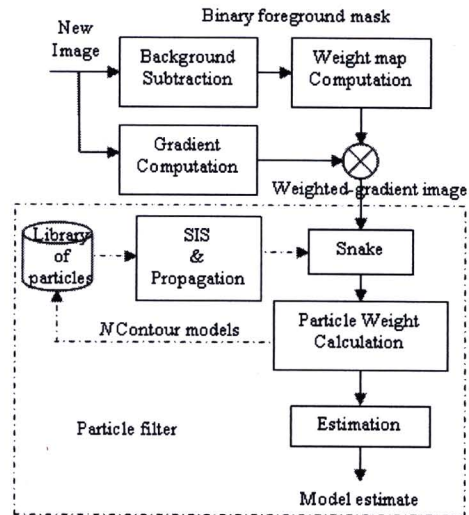 Binary foreground mask
New
Image
Background
Subtraction
Weight map
Computation
Gradient
Computation
Weighted-gradient image
Library
of
particles
SIS
&
Propagation
Snake
N Contour models
Particle Weight
Calculation
Estimation
Particle filter
Model estimate